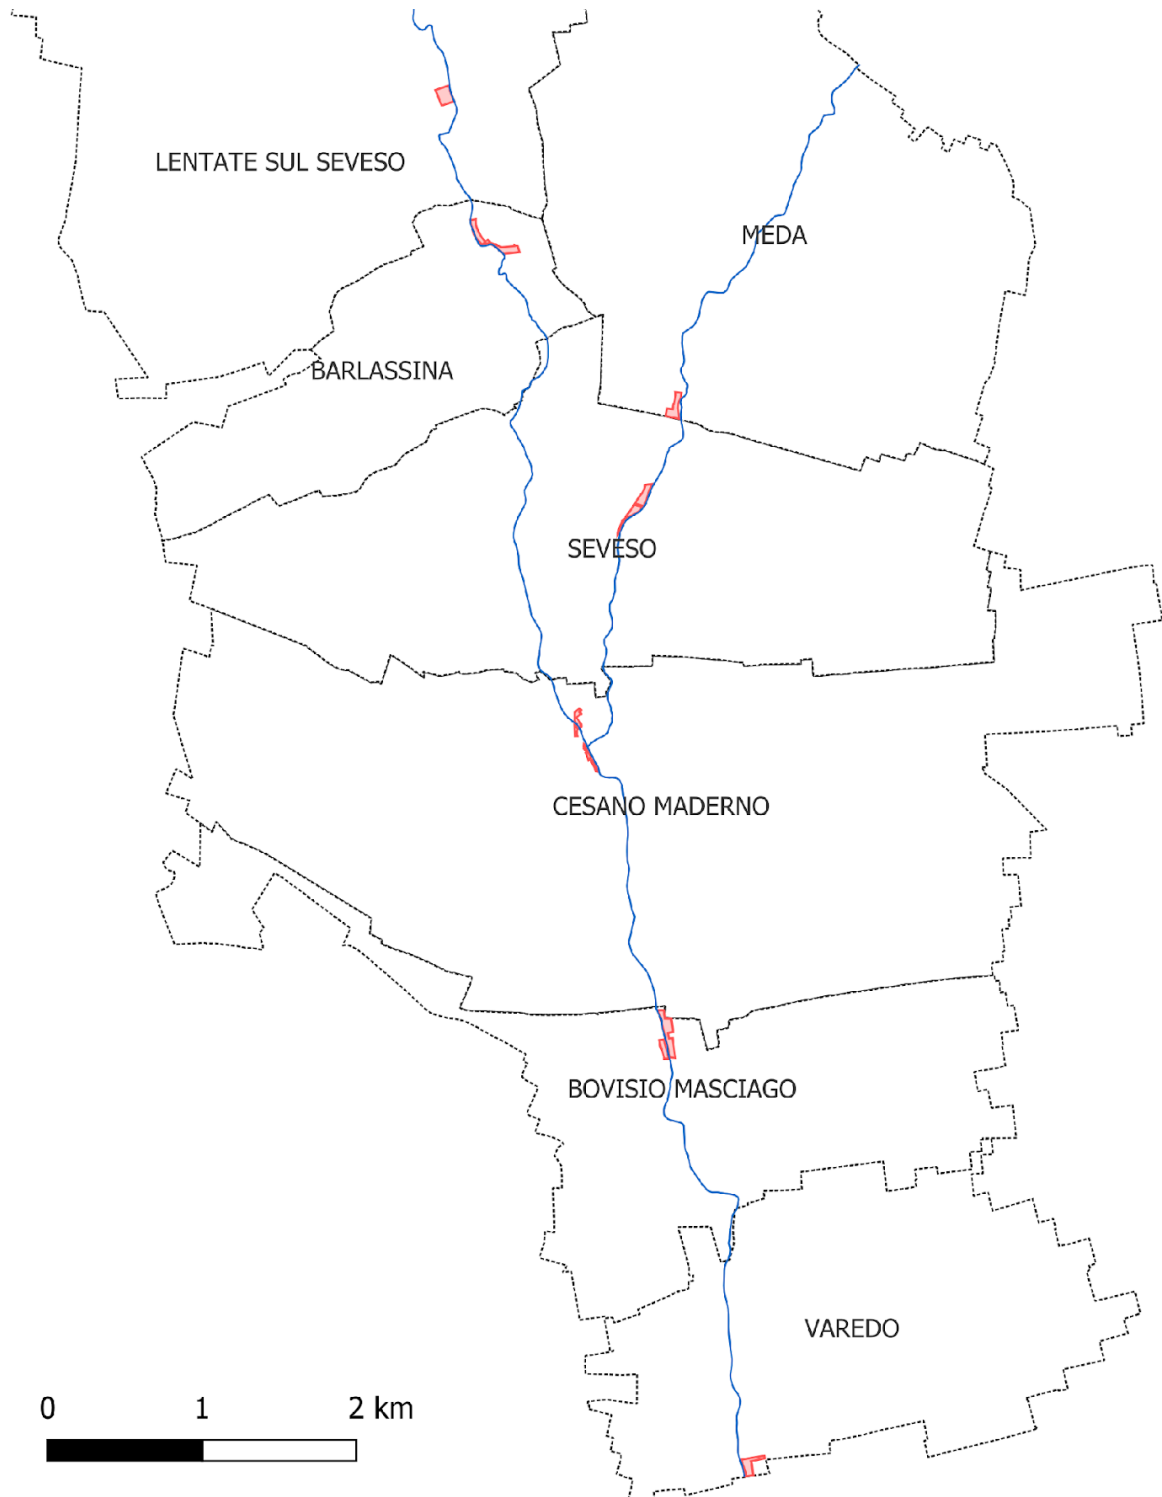 LENTATE SUL SEVESO
MEDA
BARLASSINA
SEVESO
CESANO MADERNO
BOVISIO MASCIAGO
VAREDO
0 1 2 km